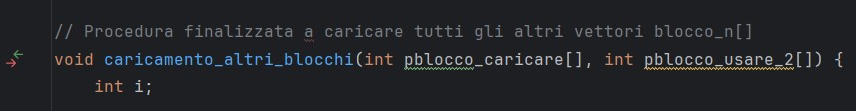 // Procedura finalizzata a caricare tutti gli altri vettori blocco_n[]
void caricamento_altri_blocchi(int pblocco_caricare[], int pblocco_usare_2[]) {
int i;